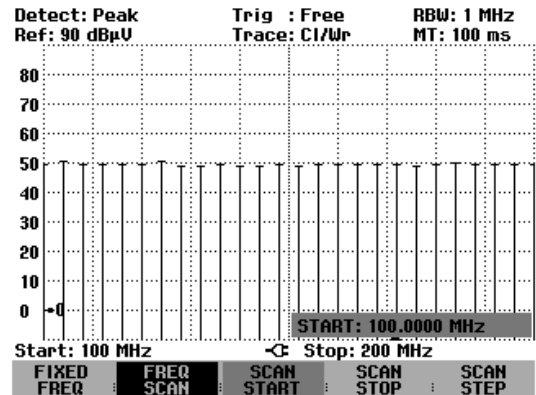 Detect: Peak Trig : Free RBW: 1 MHz
Ref: 90 dBµV Trace: Cl/Wr MT: 100 ms
80
70
60
50
40
30
20
10
0
START: 100.0000 MHz
Start: 100 MHz Stop: 200 MHz
FIXED FREQ SCAN SCAN SCAN
FREQ : SCAN : START : STOP : STEP